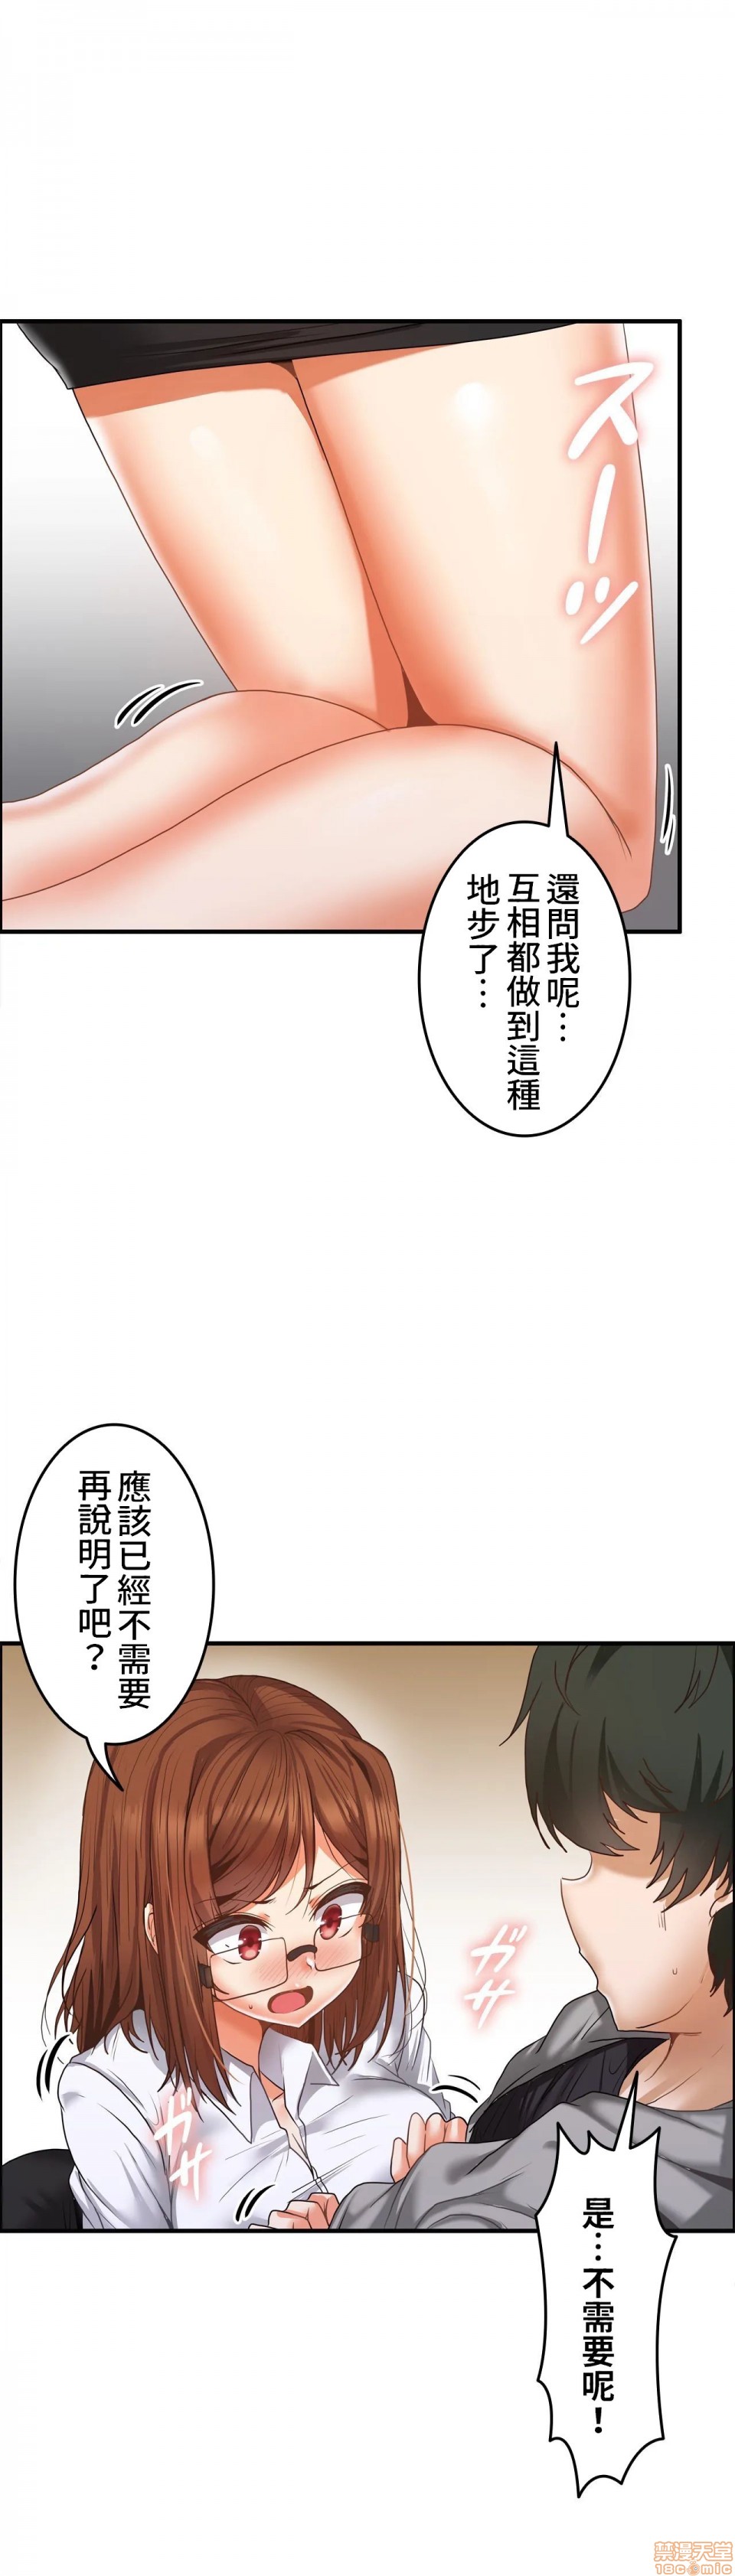 スーッ
還問我呢…
互相都做到這種
地步了…
應該已經不需要
再說明了吧？
ガサ
ガサ
是…不需要呢！
禁漫天堂
18comic